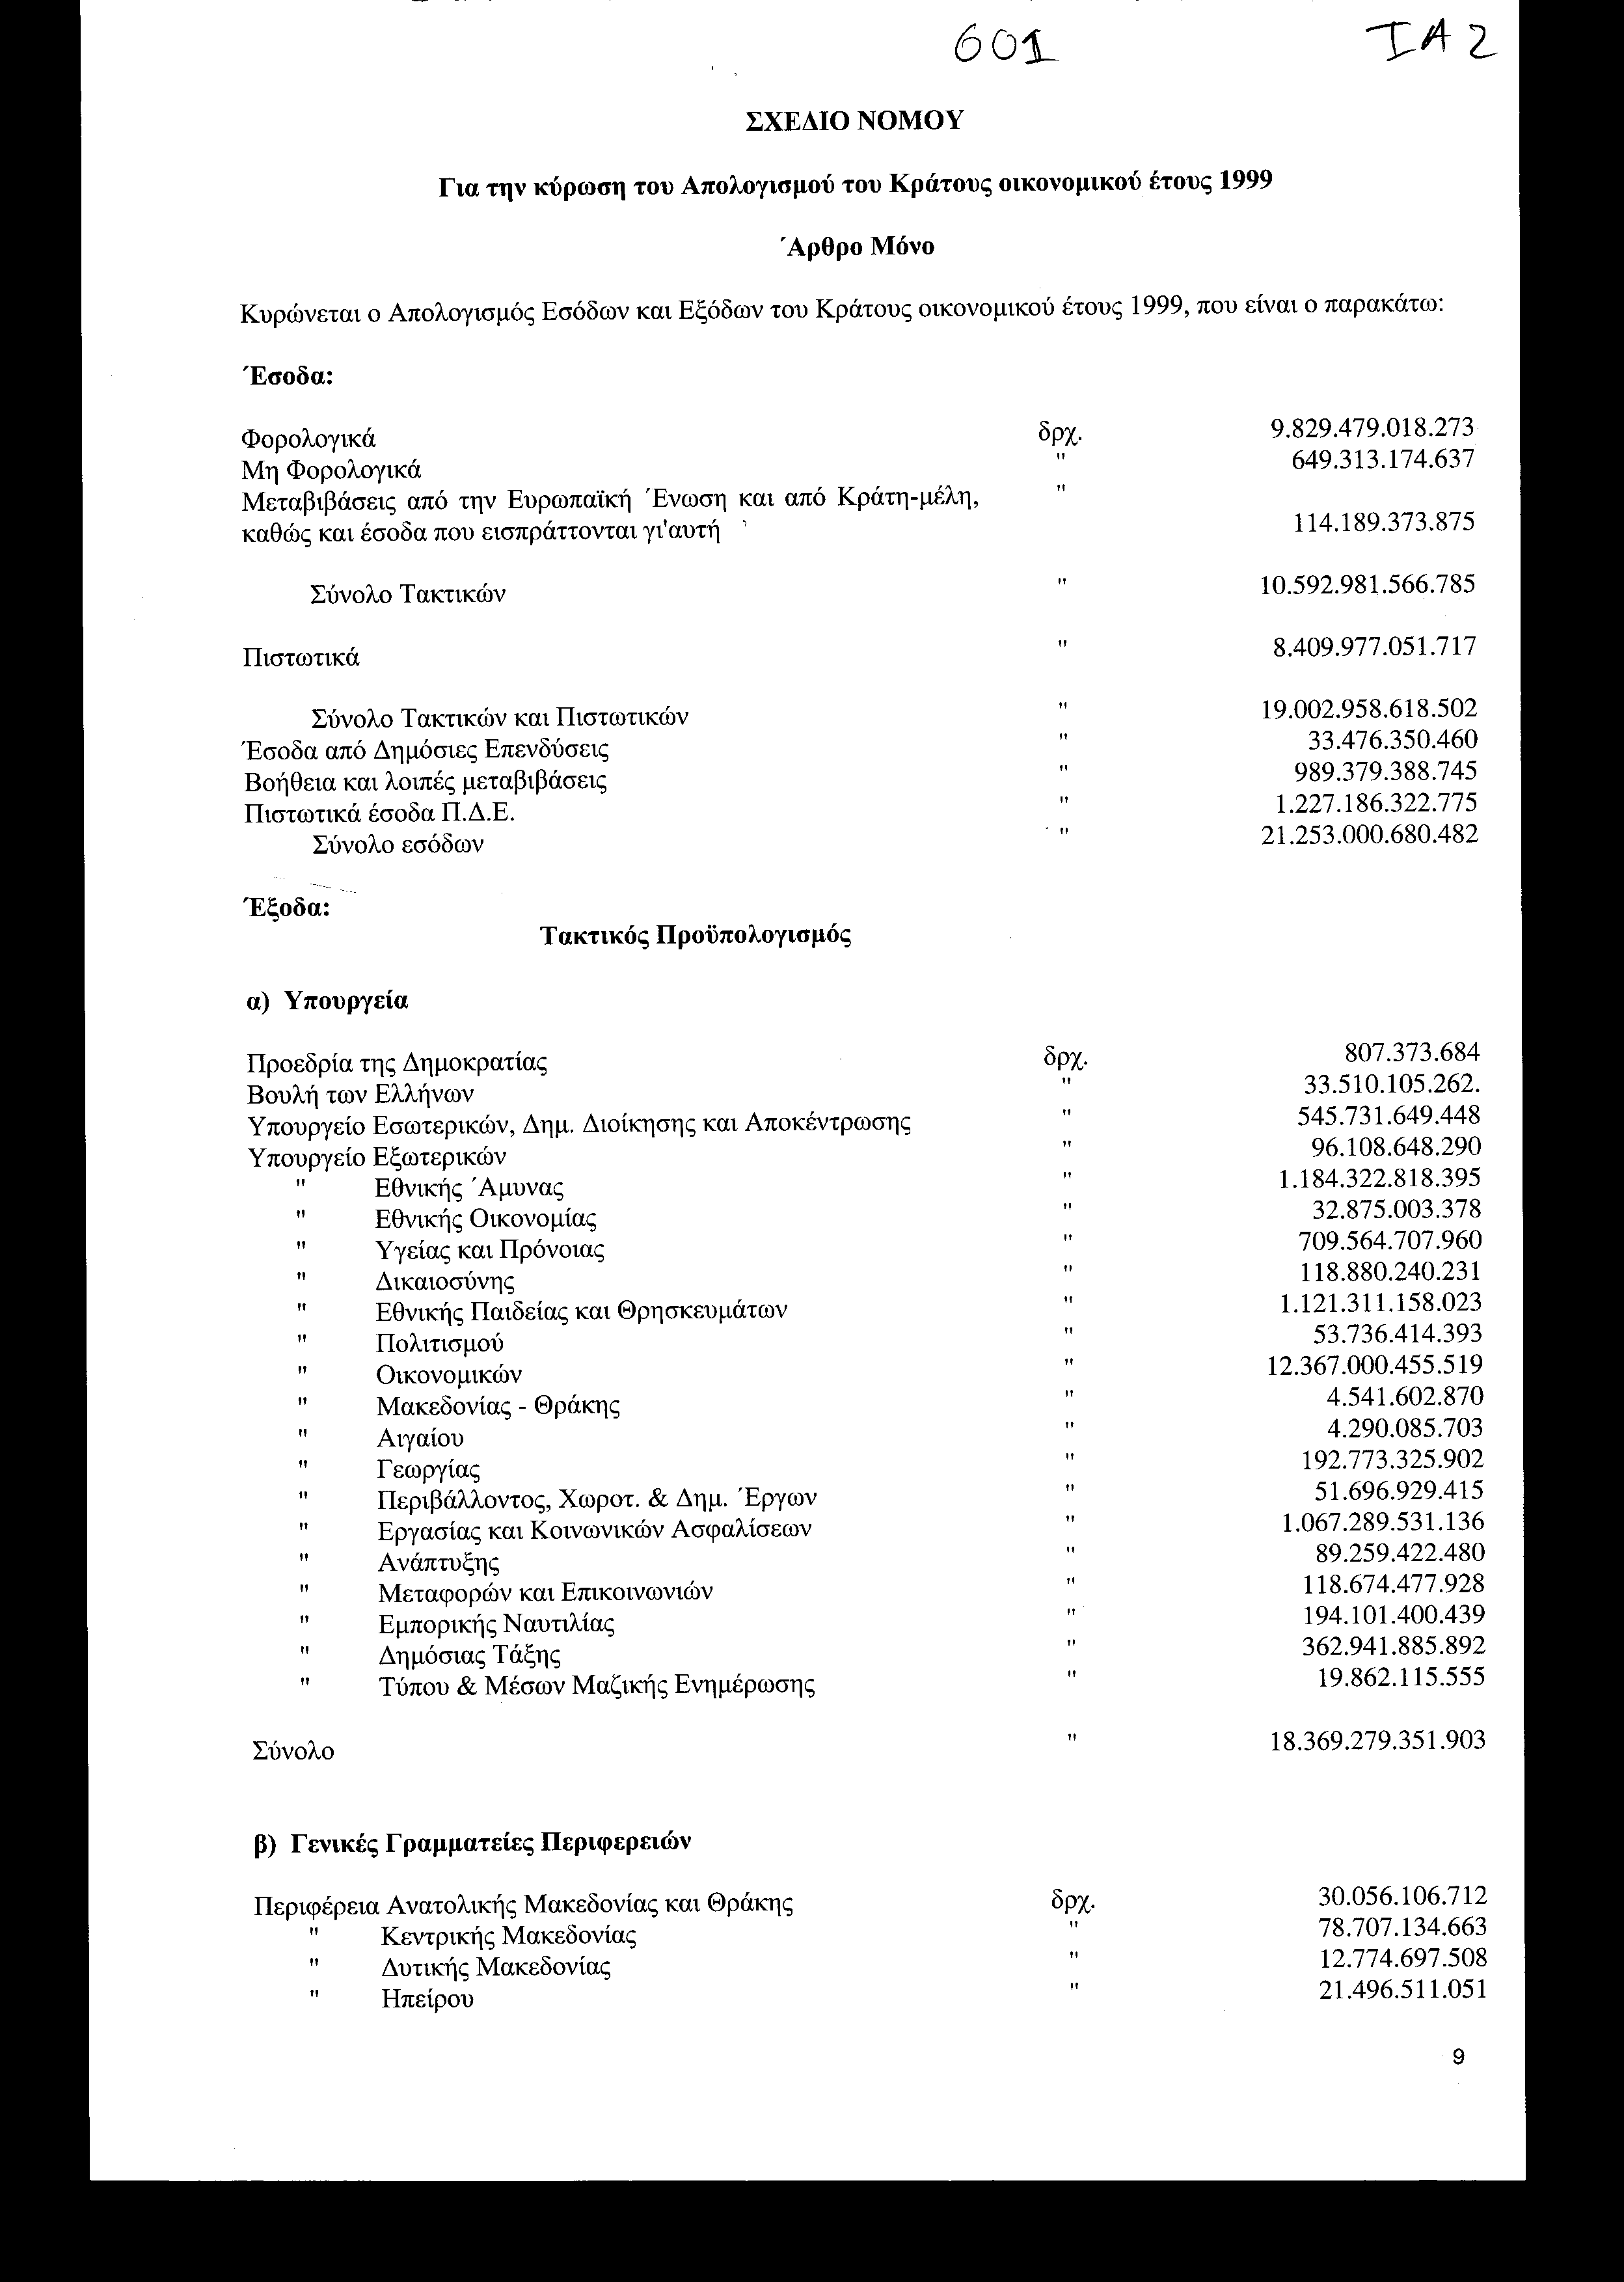 601 IA 2
ΣΧΕΔΙΟ ΝΟΜΟΥ
Για την κύρωση του Απολογισμού του Κράτους οικονομικού έτους 1999
Άρθρο Μόνο
Κυρώνεται ο Απολογισμός Εσόδων και Εξόδων του Κράτους οικονομικού έτους 1999, που είναι ο παρακάτω:
Έσοδα:
Φορολογικά δρχ. 9.829.479.018.273
Μη Φορολογικά " 649.313.174.637
Μεταβιβάσεις από την Ευρωπαϊκή Ένωση και από Κράτη-μέλη, "
καθώς και έσοδα που εισπράττονται γι'αυτή 114.189.373.875
Σύνολο Τακτικών " 10.592.981.566.785
Πιστωτικά " 8.409.977.051.717
Σύνολο Τακτικών και Πιστωτικών " 19.002.958.618.502
Έσοδα από Δημόσιες Επενδύσεις " 33.476.350.460
Βοήθεια και λοιπές μεταβιβάσεις " 989.379.388.745
Πιστωτικά έσοδα Π.Δ.Ε. " 1.227.186.322.775
Σύνολο εσόδων " 21.253.000.680.482
Έξοδα:
Τακτικός Προϋπολογισμός
α) Υπουργεία
Προεδρία της Δημοκρατίας δρχ. 807.373.684
Βουλή των Ελλήνων " 33.510.105.262.
Υπουργείο Εσωτερικών, Δημ. Διοίκησης και Αποκέντρωσης " 545.731.649.448
Υπουργείο Εξωτερικών " 96.108.648.290
" Εθνικής Άμυνας " 1.184.322.818.395
" Εθνικής Οικονομίας " 32.875.003.378
" Υγείας και Πρόνοιας " 709.564.707.960
" Δικαιοσύνης " 118.880.240.231
" Εθνικής Παιδείας και Θρησκευμάτων " 1.121.311.158.023
" Πολιτισμού " 53.736.414.393
" Οικονομικών " 12.367.000.455.519
" Μακεδονίας - Θράκης " 4.541.602.870
" Αιγαίου " 4.290.085.703
" Γεωργίας " 192.773.325.902
" Περιβάλλοντος, Χωροτ. & Δημ. Έργων " 51.696.929.415
" Εργασίας και Κοινωνικών Ασφαλίσεων " 1.067.289.531.136
" Ανάπτυξης " 89.259.422.480
" Μεταφορών και Επικοινωνιών " 118.674.477.928
" Εμπορικής Ναυτιλίας " 194.101.400.439
" Δημόσιας Τάξης " 362.941.885.892
" Τύπου & Μέσων Μαζικής Ενημέρωσης " 19.862.115.555
Σύνολο " 18.369.279.351.903
β) Γενικές Γραμματείες Περιφερειών
Περιφέρεια Ανατολικής Μακεδονίας και Θράκης δρχ. 30.056.106.712
" Κεντρικής Μακεδονίας " 78.707.134.663
" Δυτικής Μακεδονίας " 12.774.697.508
" Ηπείρου " 21.496.511.051
9